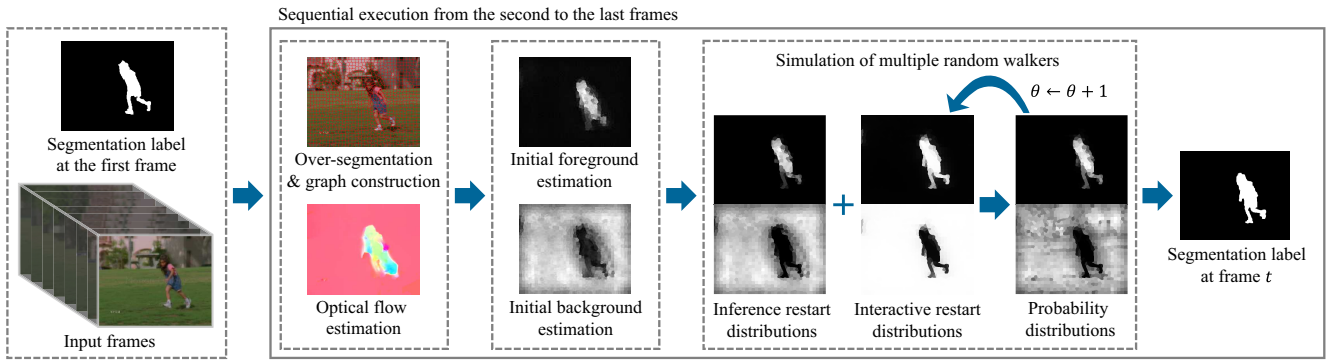 Sequential execution from the second to the last frames
Segmentation label
at the first frame
Input frames
Over-segmentation
& graph construction
Optical flow
estimation
Initial foreground
estimation
Initial background
estimation
Simulation of multiple random walkers
θ ← θ + 1
+
Inference restart
distributions
Interactive restart
distributions
Probability
distributions
Segmentation label
at frame t